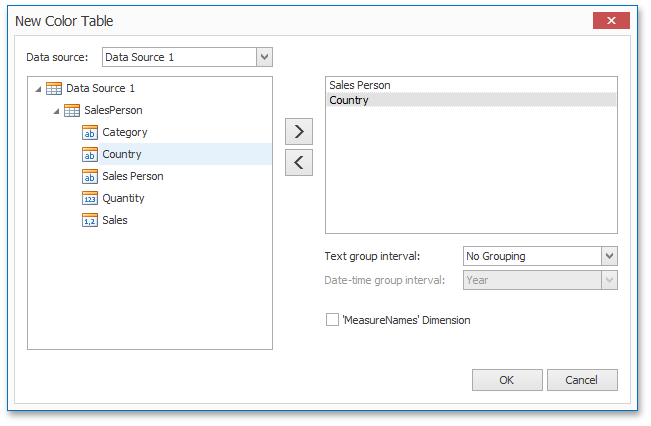 New Color Table
Data source: Data Source 1
Data Source 1
SalesPerson
ab Category
ab Country
ab Sales Person
123 Quantity
1,2 Sales
Sales Person
Country
Text group interval: No Grouping
Date-time group interval: Year
'MeasureNames' Dimension
OK Cancel